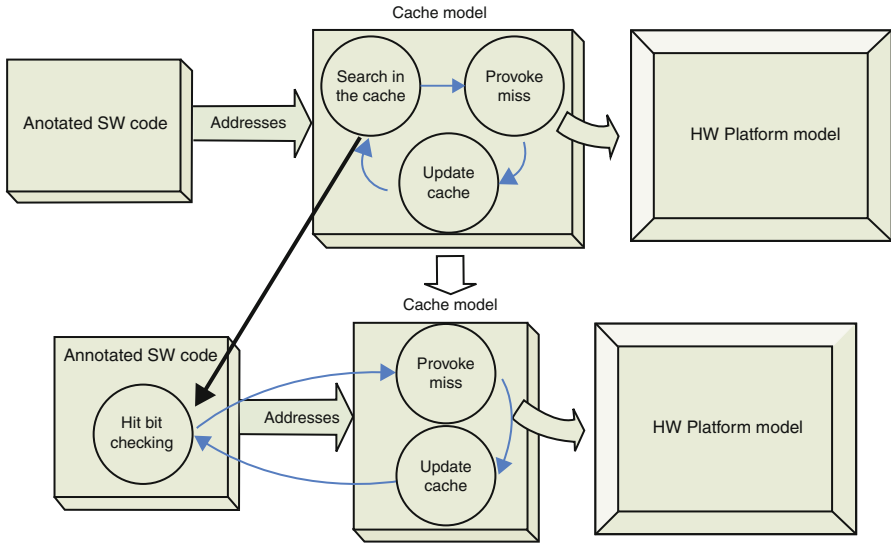 Cache model
Anotated SW code
Addresses
Search in
the cache
Provoke
miss
Update
cache
HW Platform model
Cache model
Annotated SW code
Hit bit
checking
Addresses
Provoke
miss
Update
cache
HW Platform model